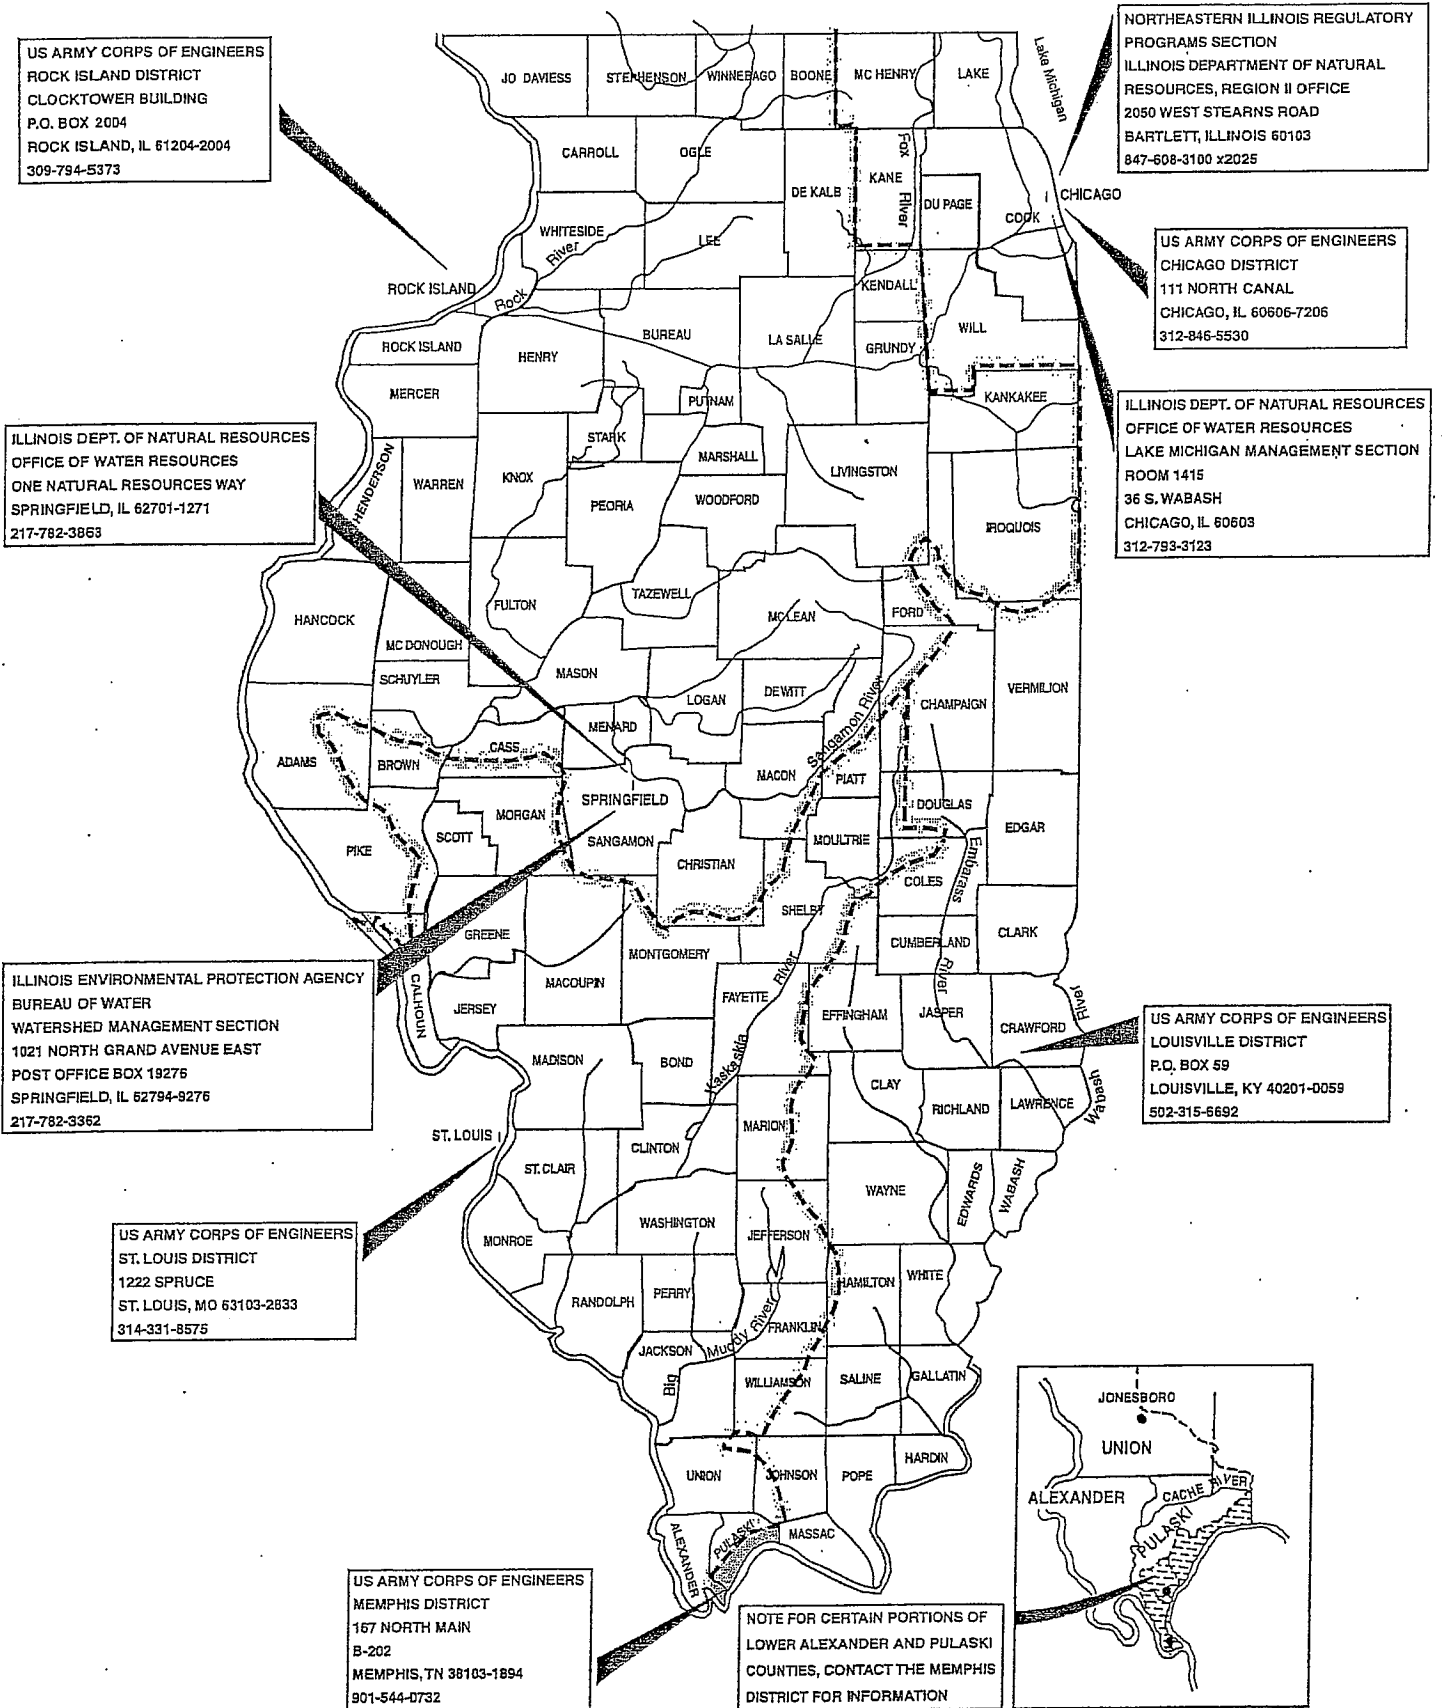 US ARMY CORPS OF ENGINEERS
ROCK ISLAND DISTRICT
CLOCKTOWER BUILDING
P.O. BOX 2004
ROCK ISLAND, IL 61204-2004
309-794-5373
NORTHEASTERN ILLINOIS REGULATORY
PROGRAMS SECTION
ILLINOIS DEPARTMENT OF NATURAL
RESOURCES, REGION II OFFICE
2050 WEST STEARNS ROAD
BARTLETT, ILLINOIS 60103
847-608-3100 x2025
US ARMY CORPS OF ENGINEERS
CHICAGO DISTRICT
111 NORTH CANAL
CHICAGO, IL 60606-7206
312-846-5530
ILLINOIS DEPT. OF NATURAL RESOURCES
OFFICE OF WATER RESOURCES
LAKE MICHIGAN MANAGEMENT SECTION
ROOM 1415
36 S. WABASH
CHICAGO, IL 60603
312-793-3123
ILLINOIS DEPT. OF NATURAL RESOURCES
OFFICE OF WATER RESOURCES
ONE NATURAL RESOURCES WAY
SPRINGFIELD, IL 62701-1271
217-782-3863
ILLINOIS ENVIRONMENTAL PROTECTION AGENCY
BUREAU OF WATER
WATERSHED MANAGEMENT SECTION
1021 NORTH GRAND AVENUE EAST
POST OFFICE BOX 19276
SPRINGFIELD, IL 62794-9276
217-782-3362
US ARMY CORPS OF ENGINEERS
LOUISVILLE DISTRICT
P.O. BOX 59
LOUISVILLE, KY 40201-0059
502-315-6692
US ARMY CORPS OF ENGINEERS
ST. LOUIS DISTRICT
1222 SPRUCE
ST. LOUIS, MO 63103-2833
314-331-8575
US ARMY CORPS OF ENGINEERS
MEMPHIS DISTRICT
167 NORTH MAIN
B-202
MEMPHIS, TN 38103-1894
901-544-0732
NOTE FOR CERTAIN PORTIONS OF
LOWER ALEXANDER AND PULASKI
COUNTIES, CONTACT THE MEMPHIS
DISTRICT FOR INFORMATION
JO DAVIESS
STEPHENSON
WINNEBAGO
BOONE
MC HENRY
LAKE
Lake Michigan
CARROLL
OGLE
DE KALB
KANE
Fox River
DU PAGE
COOK
CHICAGO
WHITESIDE
LEE
Rock River
ROCK ISLAND
ROCK ISLAND
KENDALL
WILL
GRUNDY
LA SALLE
BUREAU
HENRY
MERCER
PUTNAM
KANKAKEE
HENDERSON
WARREN
KNOX
STARK
MARSHALL
LIVINGSTON
PEORIA
WOODFORD
IROQUOIS
HANCOCK
MC DONOUGH
FULTON
TAZEWELL
MC LEAN
FORD
SCHUYLER
MASON
LOGAN
DEWITT
Sangamon River
CHAMPAIGN
VERMILION
ADAMS
BROWN
CASS
MENARD
MACON
PIATT
SPRINGFIELD
MORGAN
SCOTT
PIKE
SANGAMON
CHRISTIAN
MOULTRIE
DOUGLAS
EDGAR
Embarass River
COLES
SHELBY
CUMBERLAND
CLARK
GREENE
MONTGOMERY
CALHOUN
JERSEY
MACOUPIN
FAYETTE
Kaskaskia River
EFFINGHAM
JASPER
CRAWFORD
Wabash River
MADISON
BOND
CLAY
RICHLAND
LAWRENCE
ST. LOUIS
MARION
CLINTON
ST. CLAIR
WAYNE
EDWARDS
WABASH
WASHINGTON
MONROE
JEFFERSON
HAMILTON
WHITE
RANDOLPH
PERRY
FRANKLIN
JACKSON
Big Muddy River
WILLIAMSON
SALINE
GALLATIN
UNION
JOHNSON
POPE
HARDIN
ALEXANDER
PULASKI
MASSAC
JONESBORO
UNION
ALEXANDER
CACHE RIVER
PULASKI